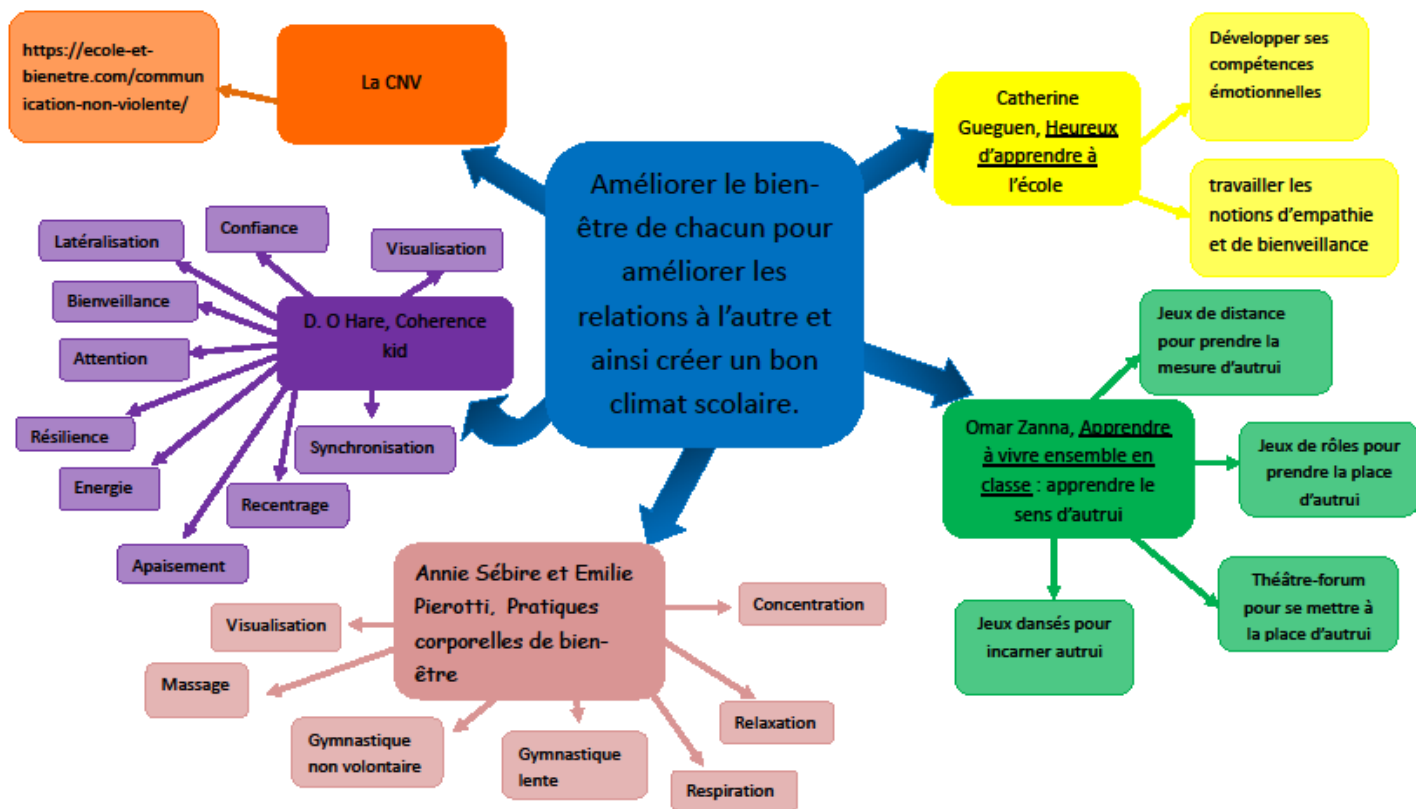 https://ecole-et-
bienetre.com/commun
ication-non-violente/
La CNV
Développer ses
compétences
émotionnelles
Catherine
Gueguen, Heureux
d'apprendre à
l'école
travailler les
notions d'empathie
et de bienveillance
Améliorer le bien-
être de chacun pour
améliorer les
relations à l'autre et
ainsi créer un bon
climat scolaire.
Latéralisation
Confiance
Visualisation
Bienveillance
D. O Hare, Coherence
kid
Attention
Résilience
Synchronisation
Energie
Recentrage
Apaisement
Jeux de distance
pour prendre la
mesure d'autrui
Omar Zanna, Apprendre
à vivre ensemble en
classe : apprendre le
sens d'autrui
Jeux de rôles pour
prendre la place
d'autrui
Théâtre-forum
pour se mettre à
la place d'autrui
Jeux dansés pour
incarner autrui
Annie Sébire et Emilie
Pierotti, Pratiques
corporelles de bien-
être
Visualisation
Concentration
Massage
Relaxation
Gymnastique
non volontaire
Gymnastique
lente
Respiration